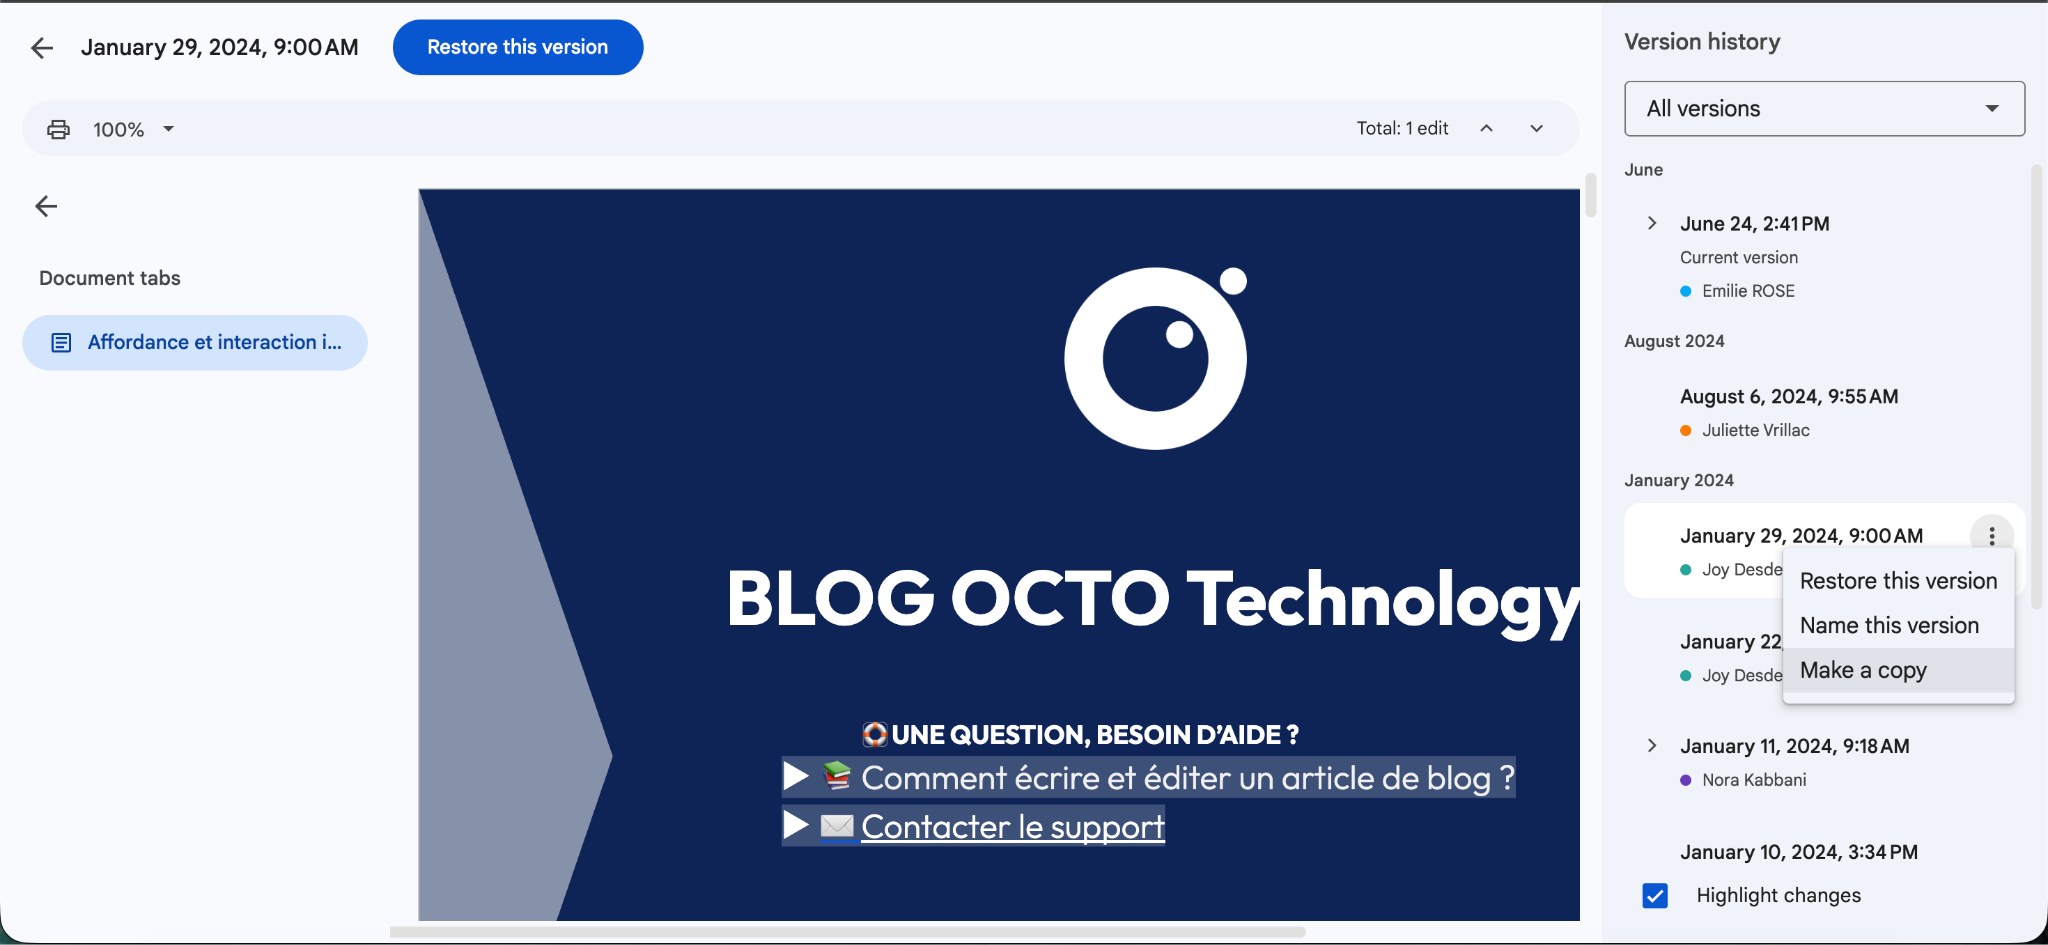 January 29, 2024, 9:00 AM
Restore this version
100%
Total: 1 edit
Document tabs
Affordance et interaction i...
BLOG OCTO Technology
UNE QUESTION, BESOIN D'AIDE ?
Comment écrire et éditer un article de blog ?
Contacter le support
Version history
All versions
June
June 24, 2:41 PM
Current version
Emilie ROSE
August 2024
August 6, 2024, 9:55 AM
Juliette Vrillac
January 2024
January 29, 2024, 9:00 AM
Joy Desde
Restore this version
Name this version
Make a copy
January 22,
Joy Desde
January 11, 2024, 9:18 AM
Nora Kabbani
January 10, 2024, 3:34 PM
Highlight changes